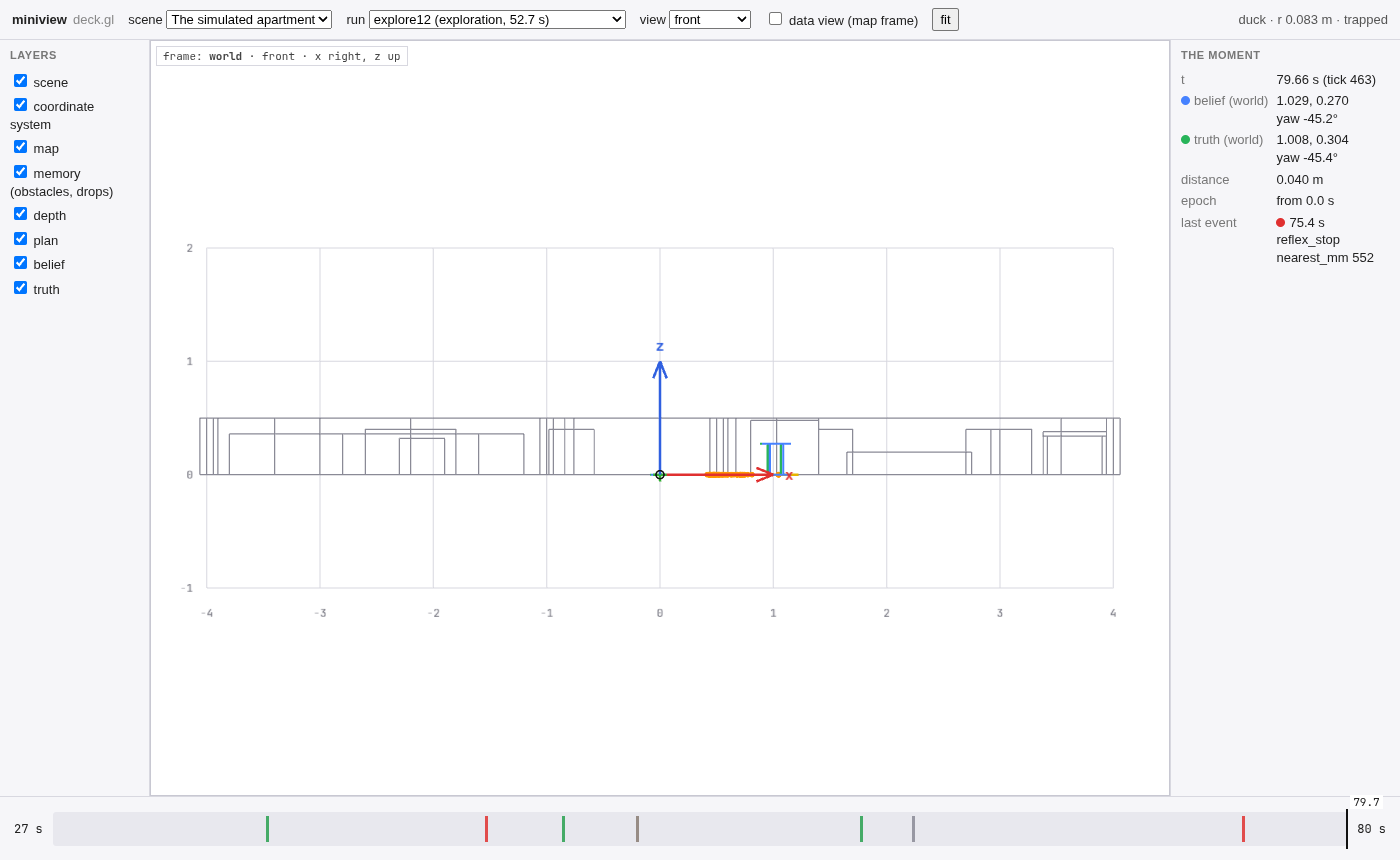 miniview deck.gl scene The simulated apartment run explore12 (exploration, 52.7 s) view front data view (map frame) fit duck · r 0.083 m · trapped
LAYERS
scene
coordinate
system
map
memory
(obstacles, drops)
depth
plan
belief
truth
frame: world · front · x right, z up
2
1
0
-1
-4 -3 -2 -1 0 1 2 3 4
z
x
THE MOMENT
t 79.66 s (tick 463)
belief (world) 1.029, 0.270
yaw -45.2°
truth (world) 1.008, 0.304
yaw -45.4°
distance 0.040 m
epoch from 0.0 s
last event 75.4 s
reflex_stop
nearest_mm 552
79.7
27 s 80 s